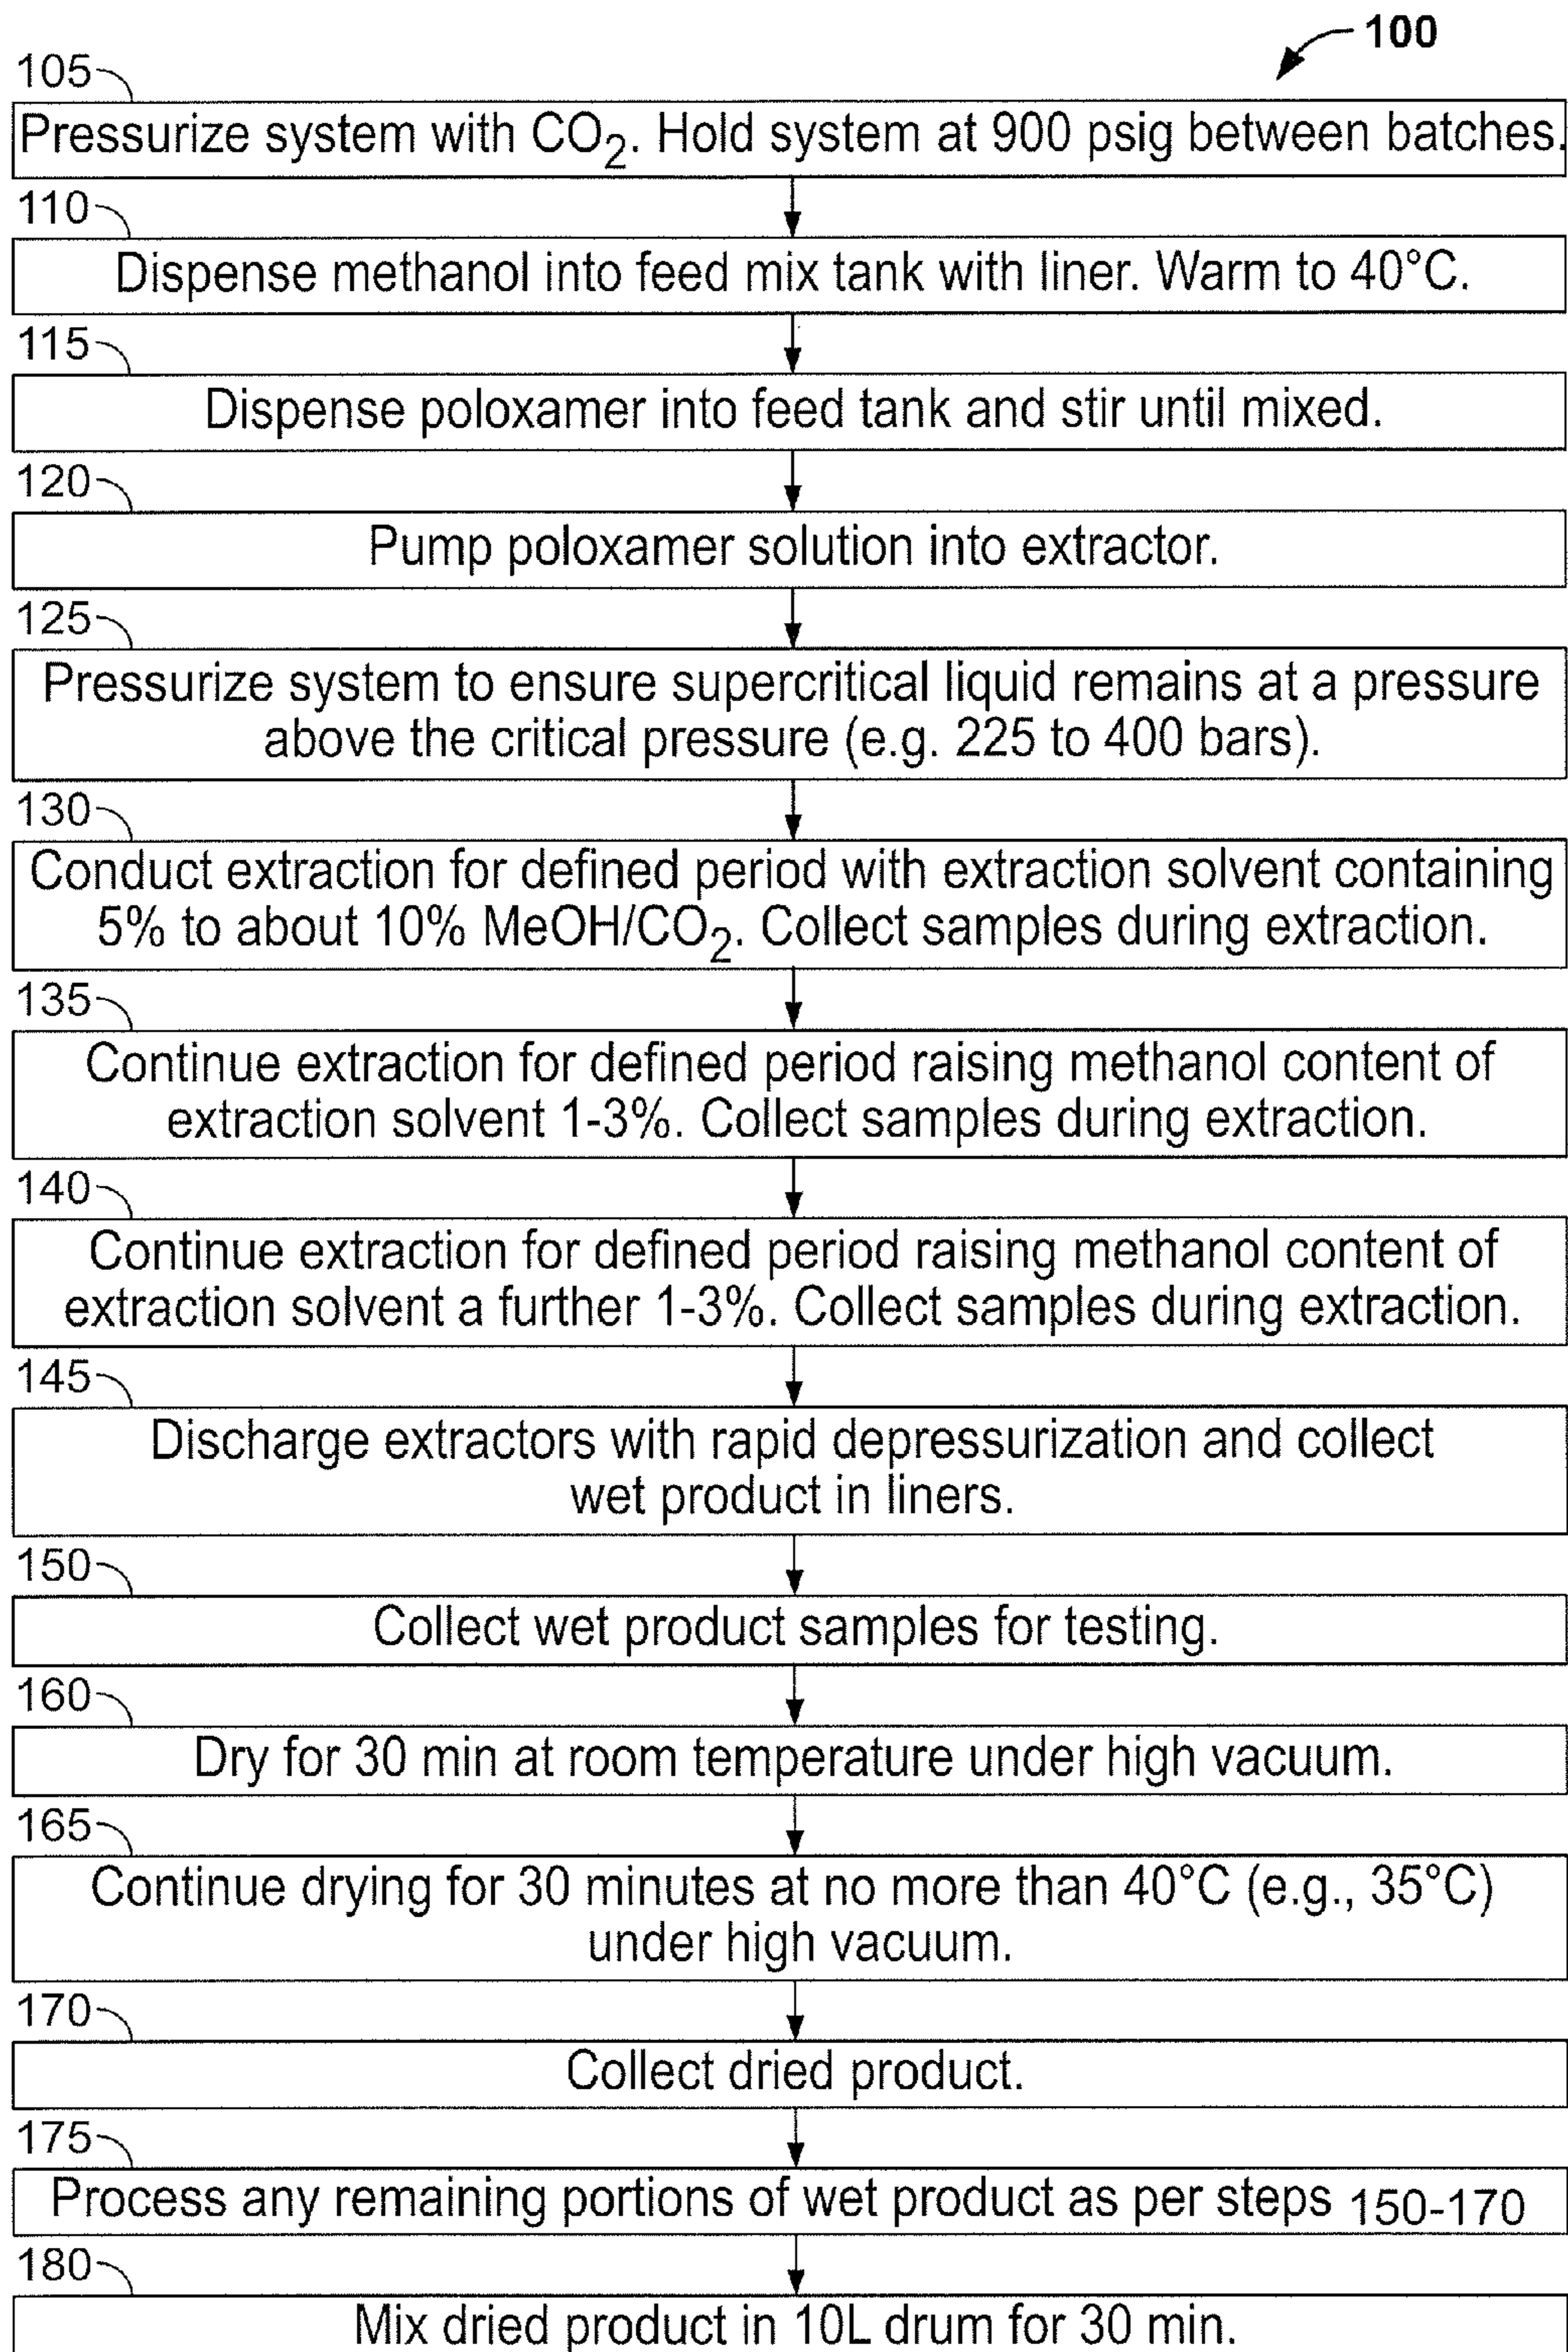 100
105
Pressurize system with CO2. Hold system at 900 psig between batches.
110
Dispense methanol into feed mix tank with liner. Warm to 40°C.
115
Dispense poloxamer into feed tank and stir until mixed.
120
Pump poloxamer solution into extractor.
125
Pressurize system to ensure supercritical liquid remains at a pressure
above the critical pressure (e.g. 225 to 400 bars).
130
Conduct extraction for defined period with extraction solvent containing
5% to about 10% MeOH/CO2. Collect samples during extraction.
135
Continue extraction for defined period raising methanol content of
extraction solvent 1-3%. Collect samples during extraction.
140
Continue extraction for defined period raising methanol content of
extraction solvent a further 1-3%. Collect samples during extraction.
145
Discharge extractors with rapid depressurization and collect
wet product in liners.
150
Collect wet product samples for testing.
160
Dry for 30 min at room temperature under high vacuum.
165
Continue drying for 30 minutes at no more than 40°C (e.g., 35°C)
under high vacuum.
170
Collect dried product.
175
Process any remaining portions of wet product as per steps 150-170
180
Mix dried product in 10L drum for 30 min.